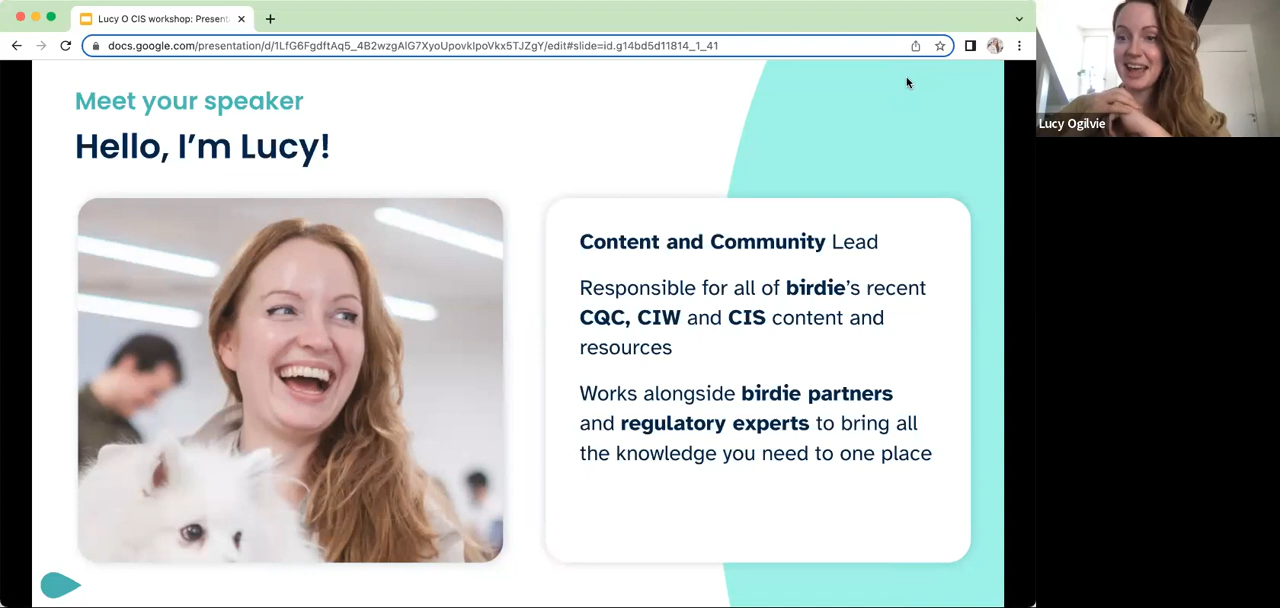 Lucy O CIS workshop: Present
docs.google.com/presentation/d/1LfG6FgdftAq5_4B2wzgAIG7XyoUpovkIpoVkx5TJZgY/edit#slide=id.g14bd5d11814_1_41
Lucy Ogilvie
Meet your speaker
Hello, I'm Lucy!
Content and Community Lead
Responsible for all of birdie's recent
CQC, CIW and CIS content and
resources
Works alongside birdie partners
and regulatory experts to bring all
the knowledge you need to one place